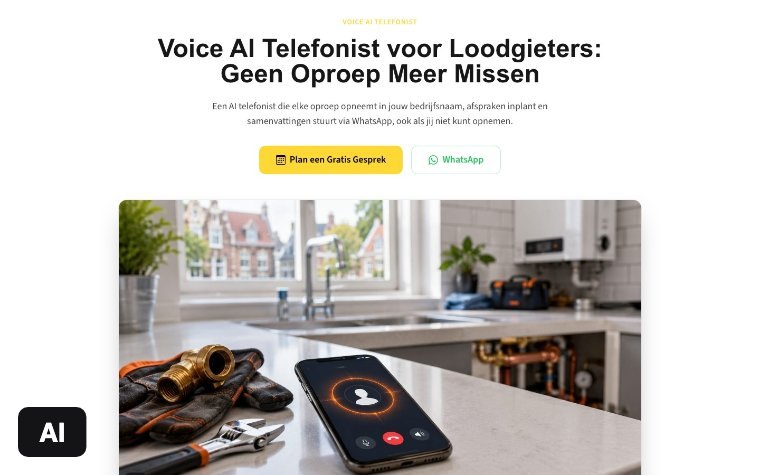 VOICE AI TELEFONIST
Voice AI Telefonist voor Loodgieters:
Geen Oproep Meer Missen
Een AI telefonist die elke oproep opneemt in jouw bedrijfsnaam, afspraken inplant en
samenvattingen stuurt via WhatsApp, ook als jij niet kunt opnemen.
Plan een Gratis Gesprek
WhatsApp
AI